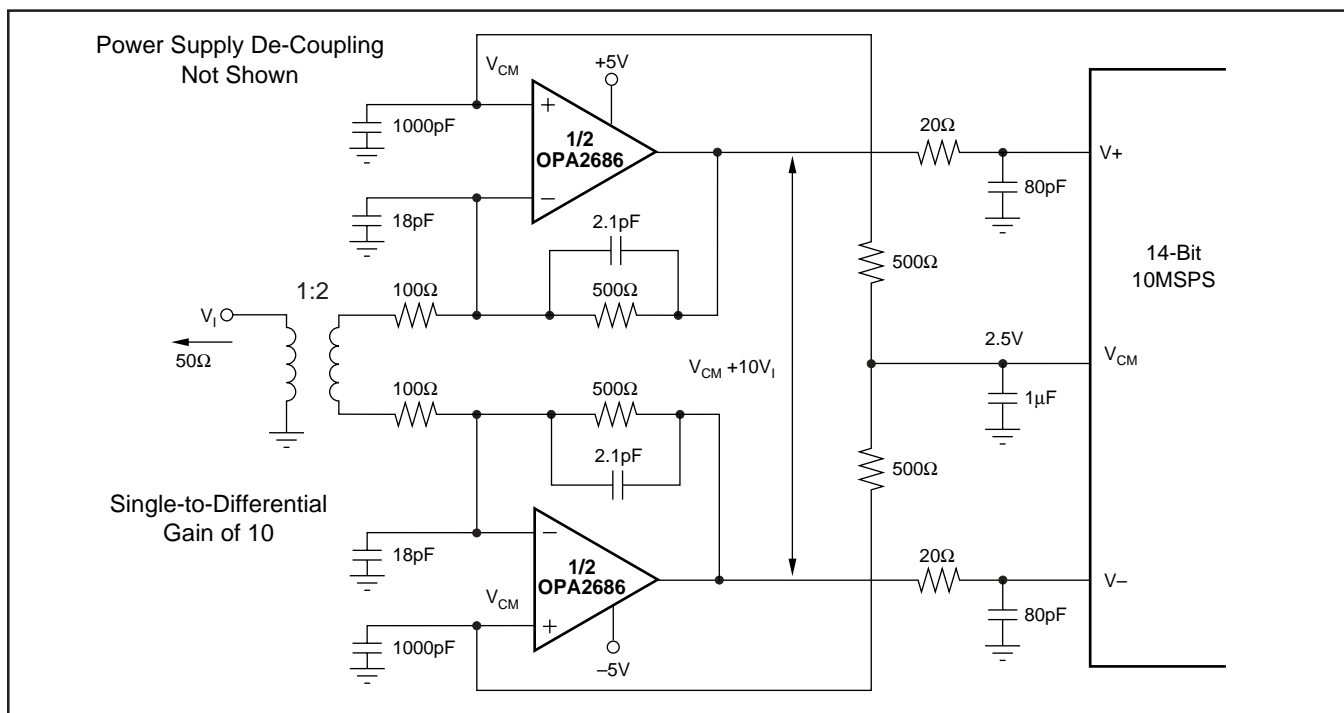 Power Supply De-Coupling
Not Shown
V_CM
+5V
+
1000pF
1/2
OPA2686
−
18pF
20Ω
V+
80pF
2.1pF
500Ω
14-Bit
10MSPS
1:2
100Ω
500Ω
V_I
50Ω
2.5V
V_CM
V_CM +10V_I
1µF
100Ω
500Ω
2.1pF
500Ω
Single-to-Differential
Gain of 10
18pF
−
1/2
OPA2686
20Ω
V–
V_CM
+
80pF
1000pF
–5V